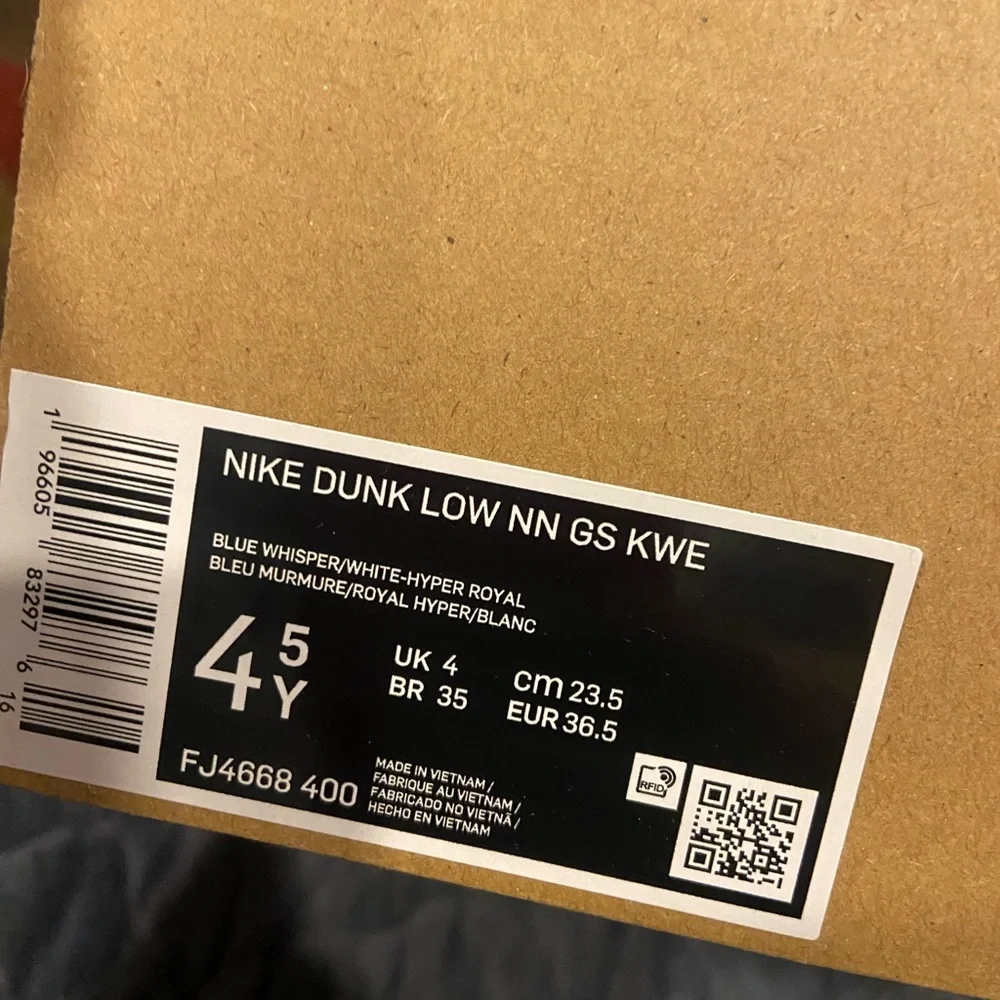 NIKE DUNK LOW NN GS KWE
BLUE WHISPER/WHITE-HYPER ROYAL
BLEU MURMURE/ROYAL HYPER/BLANC
4 5 Y
UK 4
BR 35
cm 23.5
EUR 36.5
FJ4668 400
MADE IN VIETNAM /
FABRIQUE AU VIETNAM /
FABRICADO NO VIETNÃ /
HECHO EN VIETNAM
RFID
1 96605 83297 6
16